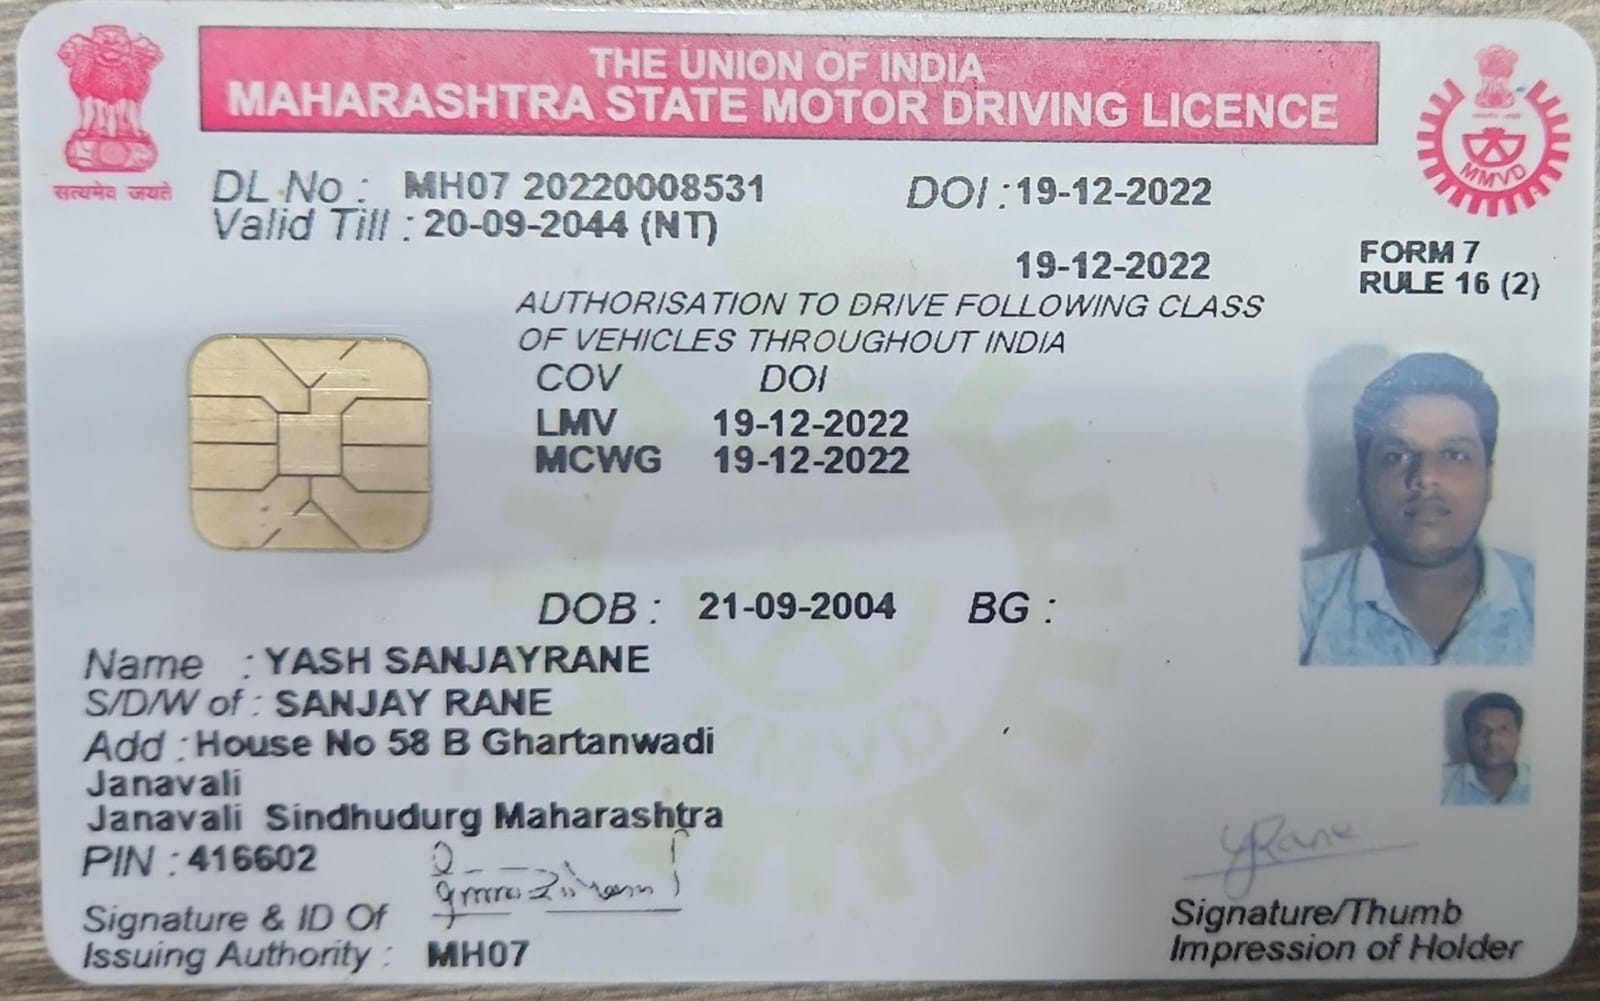 THE UNION OF INDIA
MAHARASHTRA STATE MOTOR DRIVING LICENCE
सत्यमेव जयते
MMVD
DL No : MH07 20220008531 DOI : 19-12-2022
Valid Till : 20-09-2044 (NT)
19-12-2022
FORM 7
RULE 16 (2)
AUTHORISATION TO DRIVE FOLLOWING CLASS
OF VEHICLES THROUGHOUT INDIA
COV DOI
LMV 19-12-2022
MCWG 19-12-2022
DOB : 21-09-2004 BG :
Name : YASH SANJAYRANE
S/D/W of : SANJAY RANE
Add : House No 58 B Ghartanwadi
Janavali
Janavali Sindhudurg Maharashtra
PIN : 416602
MMVD
YRane
Signature & ID Of
Issuing Authority : MH07
Signature/Thumb
Impression of Holder